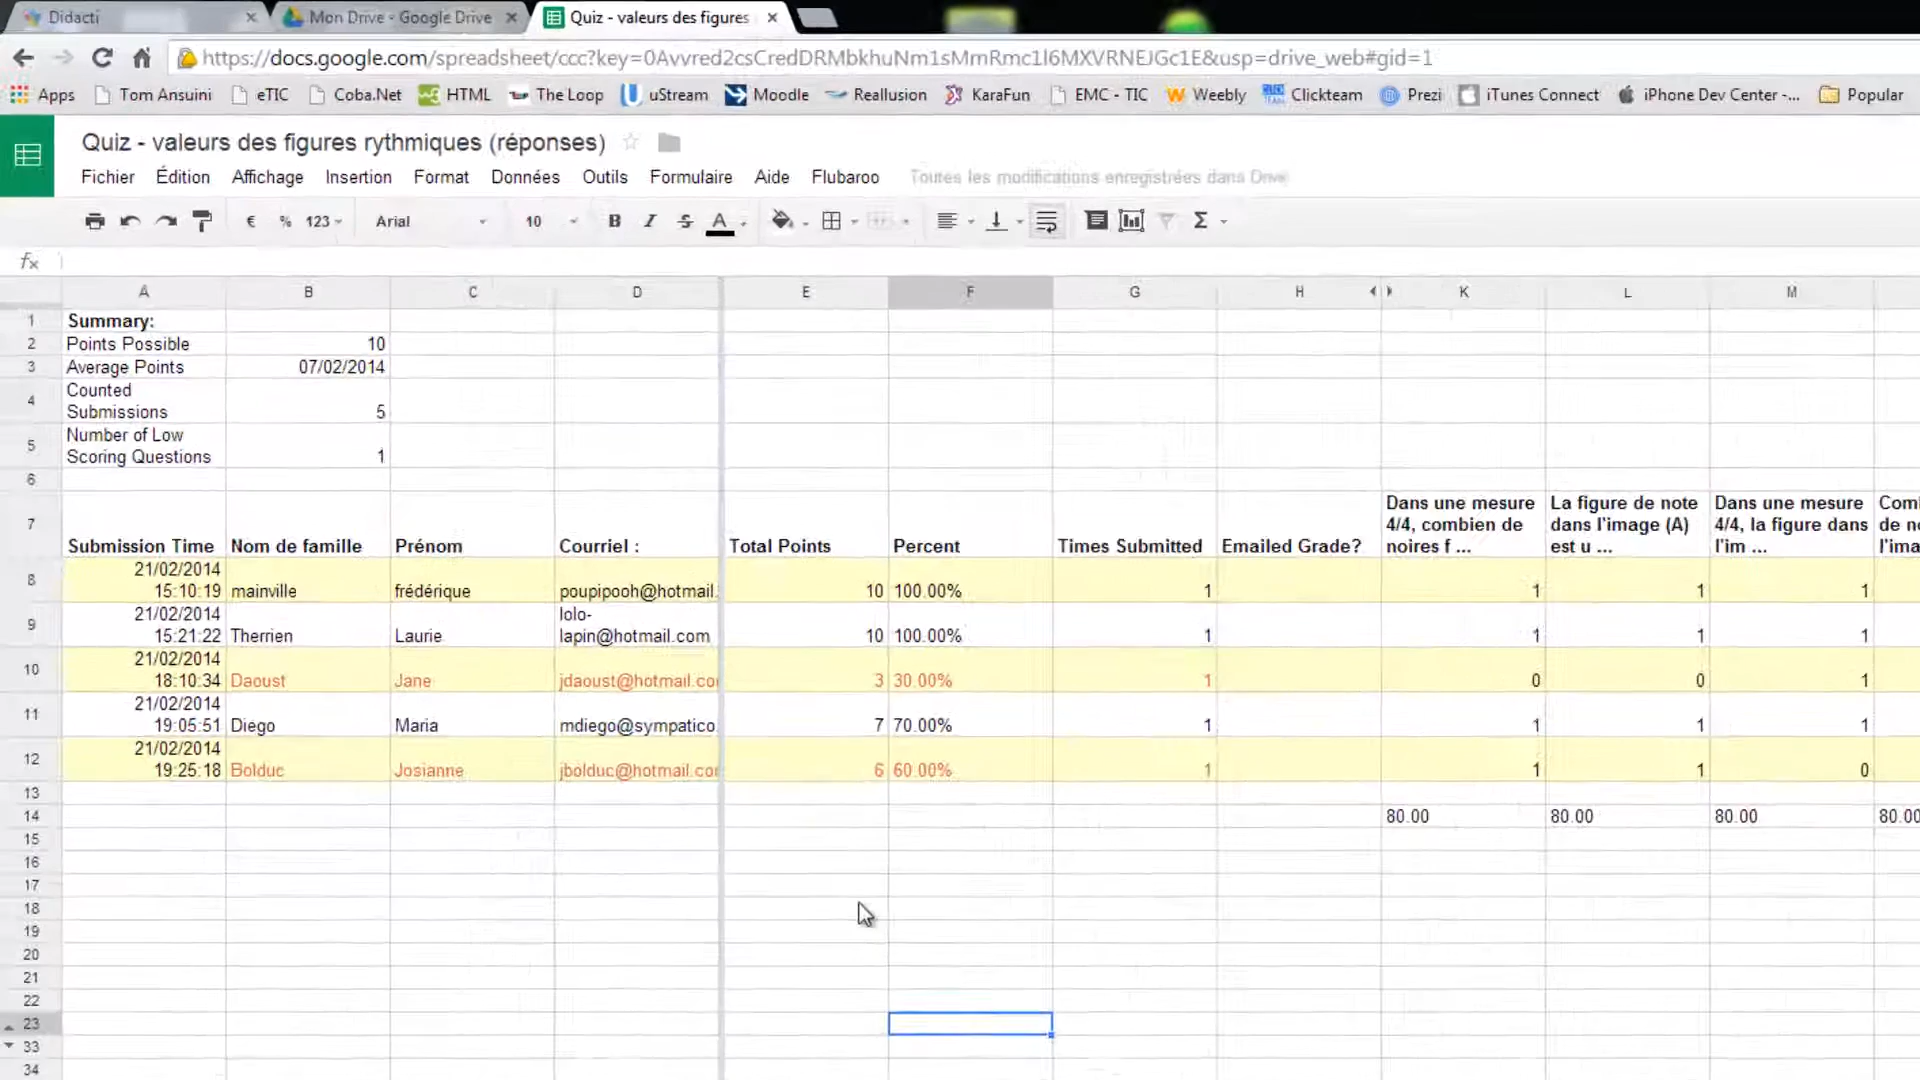 Didacti
Mon Drive - Google Drive
Quiz - valeurs des figures
https://docs.google.com/spreadsheet/ccc?key=0Avvred2csCredDRMbkhuNm1sMmRmc1l6MXVRNEJGc1E&usp=drive_web#gid=1
Apps Tom Ansuini eTIC Coba.Net HTML The Loop uStream Moodle Reallusion KaraFun EMC - TIC Weebly Clickteam Prezi iTunes Connect iPhone Dev Center -... Popular
Quiz - valeurs des figures rythmiques (réponses)
Fichier Édition Affichage Insertion Format Données Outils Formulaire Aide Flubaroo Toutes les modifications enregistrées dans Drive
€ % 123 Arial 10 B I S A Σ
fx
A B C D E F G H K L M
1 Summary:
2 Points Possible 10
3 Average Points 07/02/2014
4 Counted Submissions 5
5 Number of Low Scoring Questions 1
6
7 Submission Time Nom de famille Prénom Courriel : Total Points Percent Times Submitted Emailed Grade? Dans une mesure 4/4, combien de noires f ... La figure de note dans l'image (A) est u ... Dans une mesure 4/4, la figure dans l'im ...
8 21/02/2014 15:10:19 mainville frédérique poupipooh@hotmail. 10 100.00% 1 1 1 1
9 21/02/2014 15:21:22 Therrien Laurie lolo-lapin@hotmail.com 10 100.00% 1 1 1 1
10 21/02/2014 18:10:34 Daoust Jane jdaoust@hotmail.co 3 30.00% 1 0 0 1
11 21/02/2014 19:05:51 Diego Maria mdiego@sympatico. 7 70.00% 1 1 1 1
12 21/02/2014 19:25:18 Bolduc Josianne jbolduc@hotmail.co 6 60.00% 1 1 1 0
13
14 80.00 80.00 80.00 80.00
15
16
17
18
19
20
21
22
23
33
34